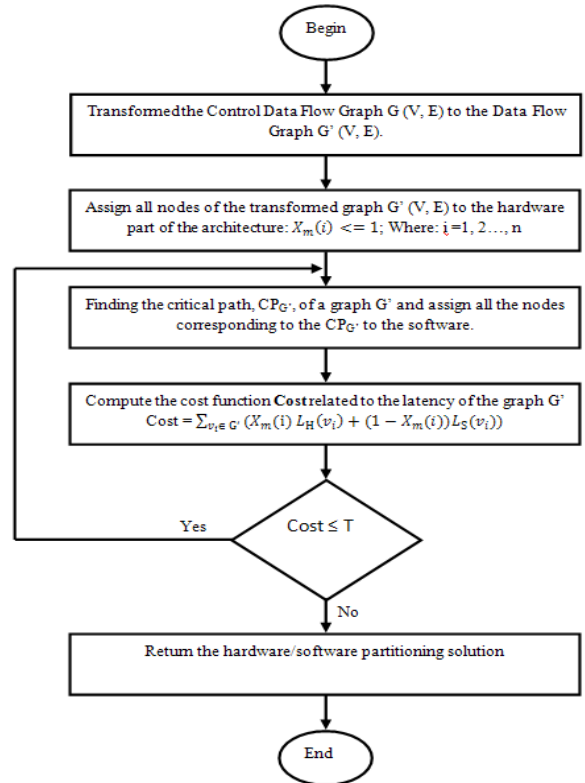 Begin
Transformed the Control Data Flow Graph G (V, E) to the Data Flow
Graph G’ (V, E).
Assign all nodes of the transformed graph G’ (V, E) to the hardware
part of the architecture: X_m(i) <= 1; Where: i =1, 2..., n
Finding the critical path, CP_G’, of a graph G’ and assign all the nodes
corresponding to the CP_G’ to the software.
Compute the cost function Cost related to the latency of the graph G’
Cost = ∑_{v_i∈ G’} (X_m(i) L_H(v_i) + (1 − X_m(i))L_S(v_i))
Yes
Cost ≤ T
No
Return the hardware/software partitioning solution
End